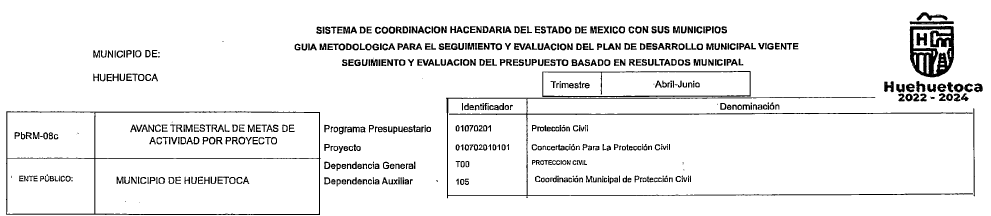 SISTEMA DE COORDINACION HACENDARIA DEL ESTADO DE MEXICO CON SUS MUNICIPIOS
GUIA METODOLOGICA PARA EL SEGUIMIENTO Y EVALUACION DEL PLAN DE DESARROLLO MUNICIPAL VIGENTE
SEGUIMIENTO Y EVALUACION DEL PRESUPUESTO BASADO EN RESULTADOS MUNICIPAL
MUNICIPIO DE:
HUEHUETOCA
Trimestre Abril-Junio
Huehuetoca
2022 - 2024
Identificador Denominación
PbRM-08c AVANCE TRIMESTRAL DE METAS DE
ACTIVIDAD POR PROYECTO
Programa Presupuestario 01070201 Protección Civil
Proyecto 010702010101 Concertación Para La Protección Civil
Dependencia General T00 PROTECCION CIVIL
ENTE PÚBLICO: MUNICIPIO DE HUEHUETOCA
Dependencia Auxiliar 105 Coordinación Municipal de Protección Civil